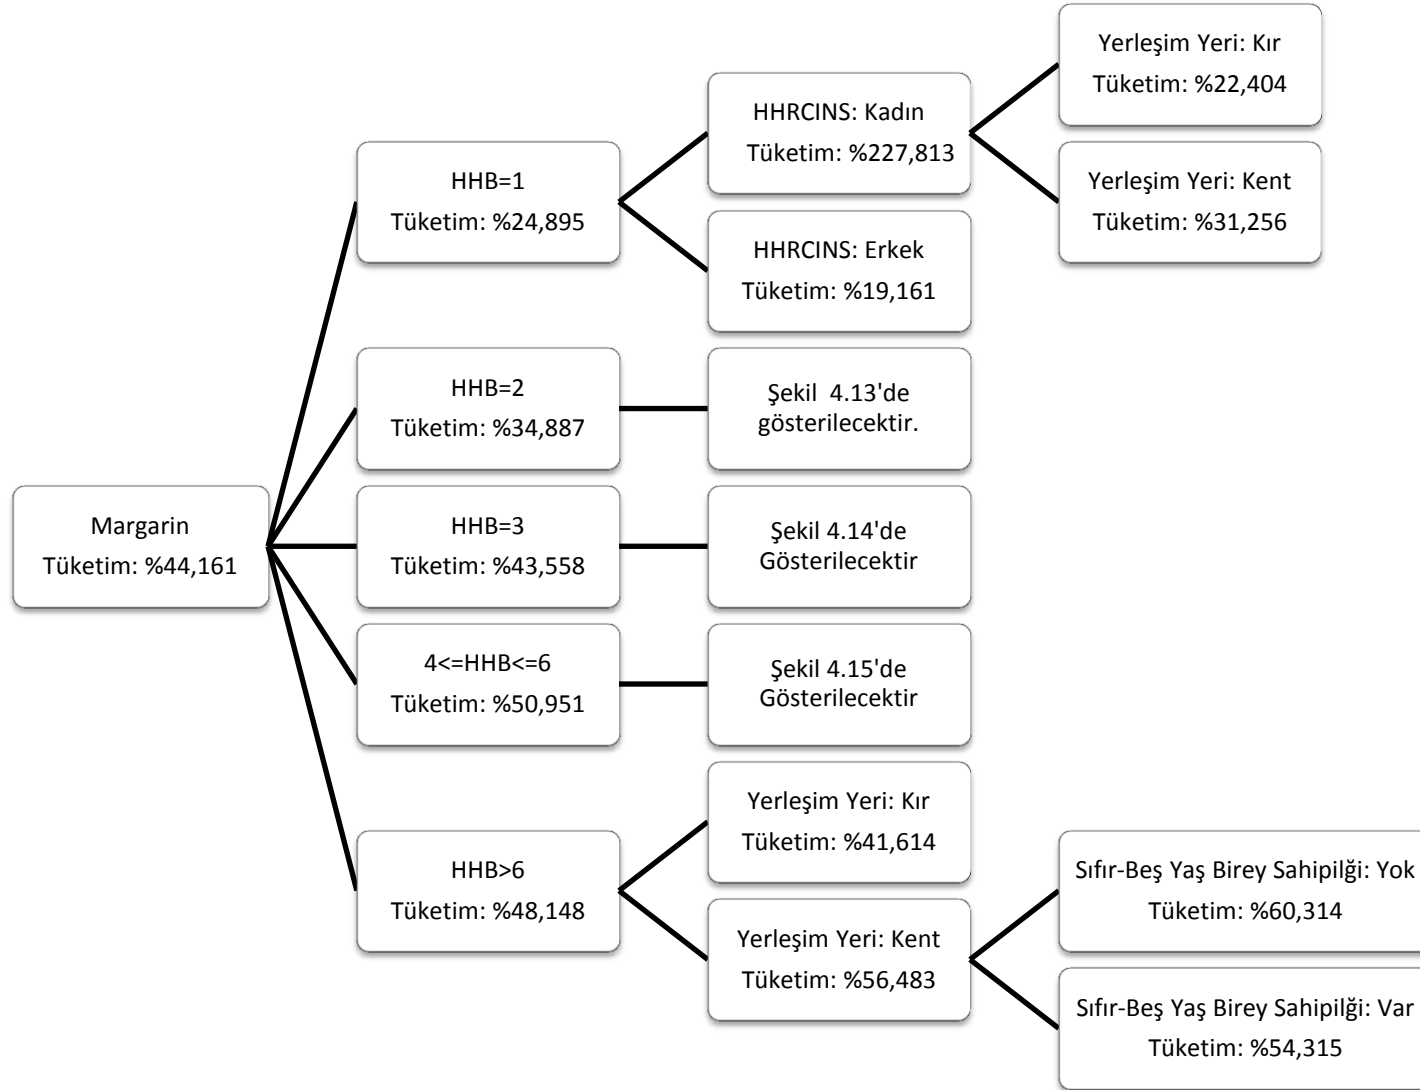 Margarin
Tüketim: %44,161
HHB=1
Tüketim: %24,895
HHRCINS: Kadın
Tüketim: %227,813
Yerleşim Yeri: Kır
Tüketim: %22,404
Yerleşim Yeri: Kent
Tüketim: %31,256
HHRCINS: Erkek
Tüketim: %19,161
HHB=2
Tüketim: %34,887
Şekil 4.13'de
gösterilecektir.
HHB=3
Tüketim: %43,558
Şekil 4.14'de
Gösterilecektir
4<=HHB<=6
Tüketim: %50,951
Şekil 4.15'de
Gösterilecektir
HHB>6
Tüketim: %48,148
Yerleşim Yeri: Kır
Tüketim: %41,614
Yerleşim Yeri: Kent
Tüketim: %56,483
Sıfır-Beş Yaş Birey Sahipilği: Yok
Tüketim: %60,314
Sıfır-Beş Yaş Birey Sahipilği: Var
Tüketim: %54,315